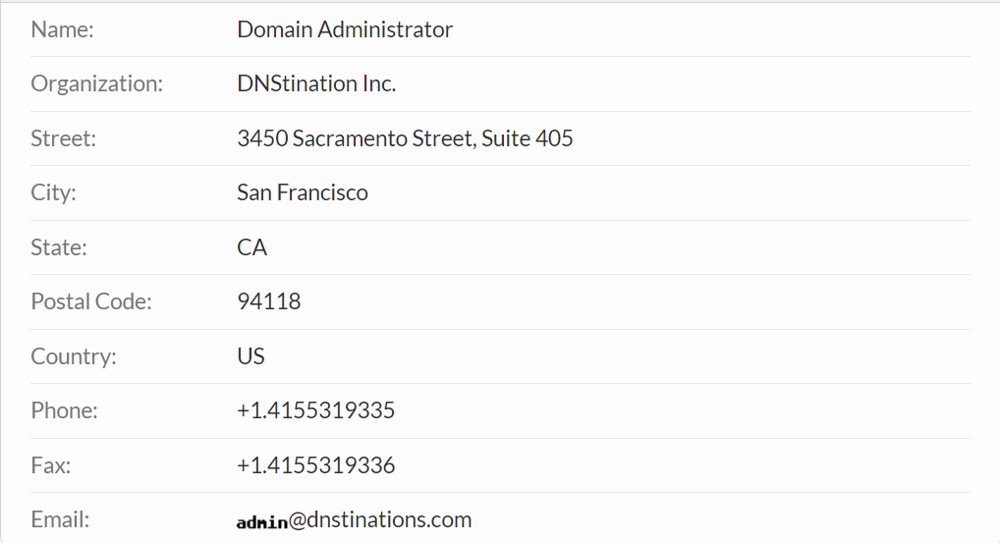 Name: Domain Administrator
Organization: DNStination Inc.
Street: 3450 Sacramento Street, Suite 405
City: San Francisco
State: CA
Postal Code: 94118
Country: US
Phone: +1.4155319335
Fax: +1.4155319336
Email: admin@dnstinations.com